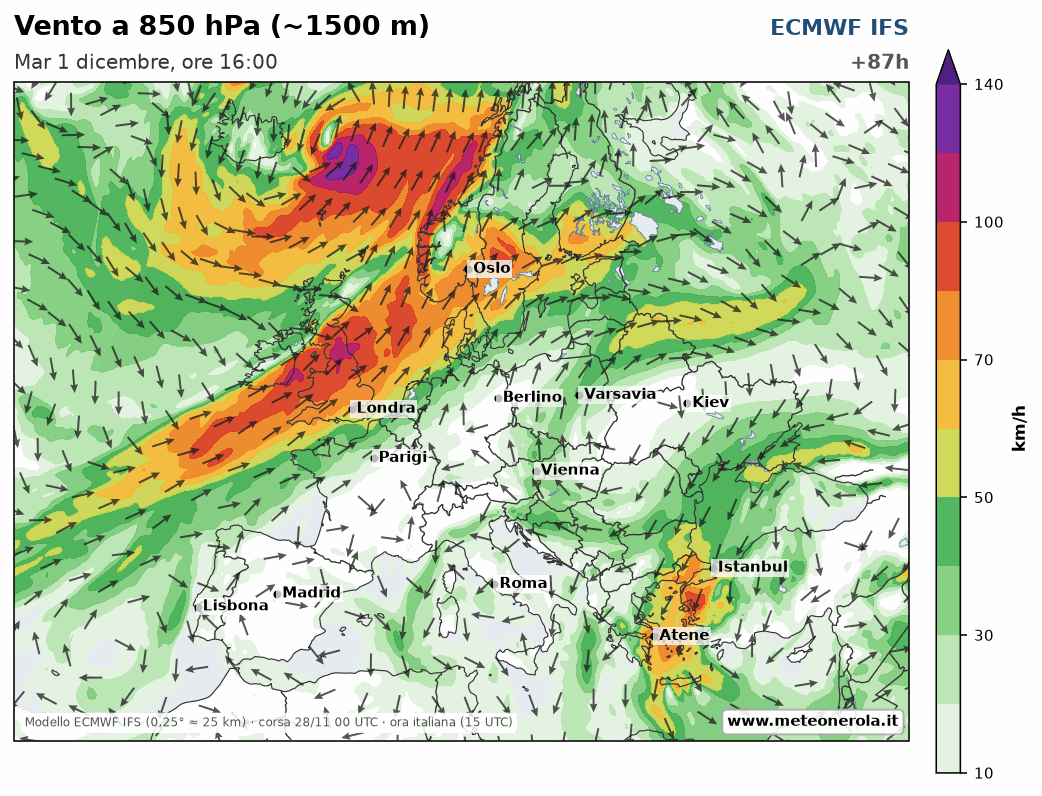 Vento a 850 hPa (~1500 m)
ECMWF IFS
Mar 1 dicembre, ore 16:00
+87h
140
100
70
50
30
10
km/h
Oslo
Londra
Berlino
Varsavia
Kiev
Parigi
Vienna
Istanbul
Roma
Madrid
Lisbona
Atene
Modello ECMWF IFS (0,25° ≈ 25 km) · corsa 28/11 00 UTC · ora italiana (15 UTC)
www.meteonerola.it